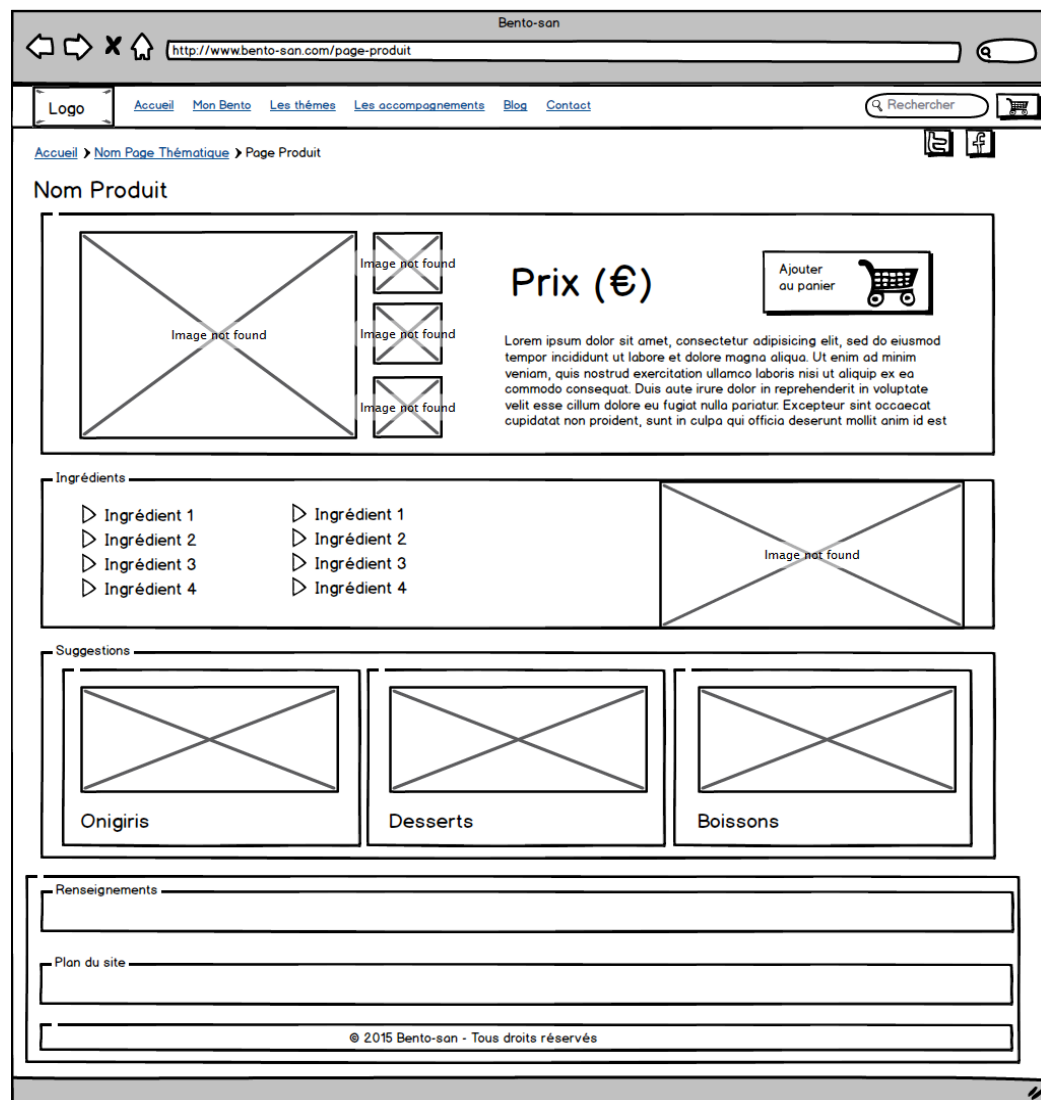 Bento-san
http://www.bento-san.com/page-produit
Logo
Accueil Mon Bento Les thémes Les accompagnements Blog Contact
Rechercher
Accueil > Nom Page Thématique > Page Produit
Nom Produit
Image not found
Image not found
Image not found
Image not found
Prix (€)
Ajouter
au panier
Lorem ipsum dolor sit amet, consectetur adipisicing elit, sed do eiusmod
tempor incididunt ut labore et dolore magna aliqua. Ut enim ad minim
veniam, quis nostrud exercitation ullamco laboris nisi ut aliquip ex ea
commodo consequat. Duis aute irure dolor in reprehenderit in voluptate
velit esse cillum dolore eu fugiat nulla pariatur. Excepteur sint occaecat
cupidatat non proident, sunt in culpa qui officia deserunt mollit anim id est
Ingrédients
Ingrédient 1
Ingrédient 2
Ingrédient 3
Ingrédient 4
Ingrédient 1
Ingrédient 2
Ingrédient 3
Ingrédient 4
Image not found
Suggestions
Onigiris
Desserts
Boissons
Renseignements
Plan du site
© 2015 Bento-san - Tous droits réservés